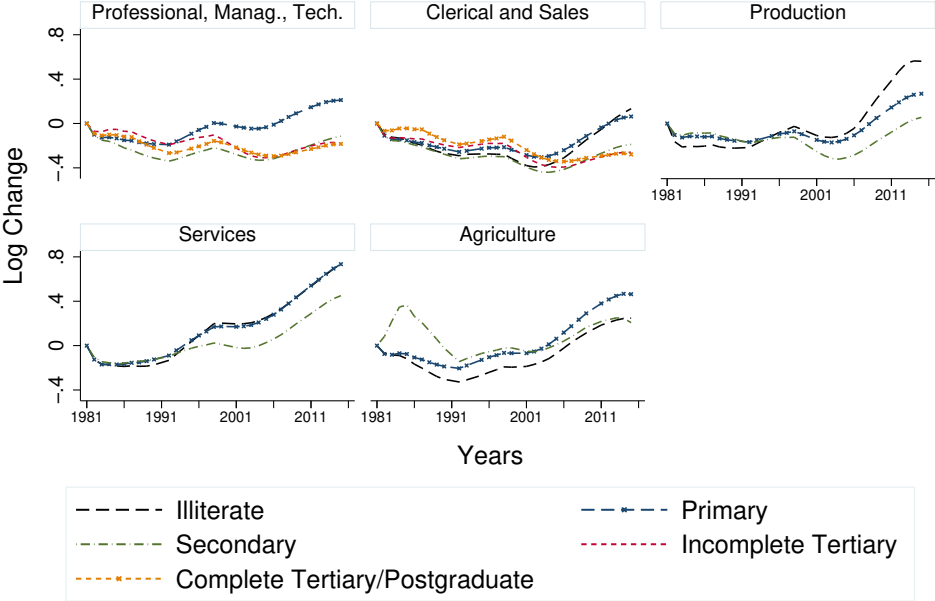 Professional, Manag., Tech.
Clerical and Sales
Production
.8
.4
0
-.4
1981
1991
2001
2011
Log Change
Services
Agriculture
.8
.4
0
-.4
1981
1991
2001
2011
1981
1991
2001
2011
Years
Illiterate
Primary
Secondary
Incomplete Tertiary
Complete Tertiary/Postgraduate